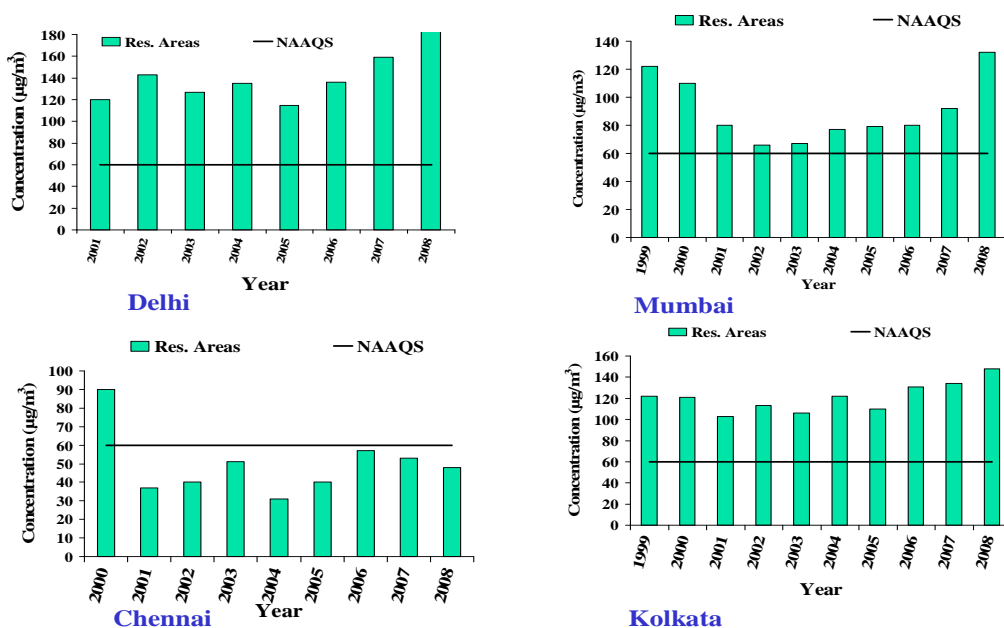 Res. Areas NAAQS
Concentration (µg/m³)
180
160
140
120
100
80
60
40
20
0
2001 2002 2003 2004 2005 2006 2007 2008
Year
Delhi
Res. Areas NAAQS
Concentration (µg/m3)
140
120
100
80
60
40
20
0
1999 2000 2001 2002 2003 2004 2005 2006 2007 2008
Year
Mumbai
Res. Areas NAAQS
Concentration (µg/m³)
100
90
80
70
60
50
40
30
20
10
0
2000 2001 2002 2003 2004 2005 2006 2007 2008
Year
Chennai
Res. Areas NAAQS
Concentration (µg/m³)
160
140
120
100
80
60
40
20
0
1999 2000 2001 2002 2003 2004 2005 2006 2007 2008
Year
Kolkata